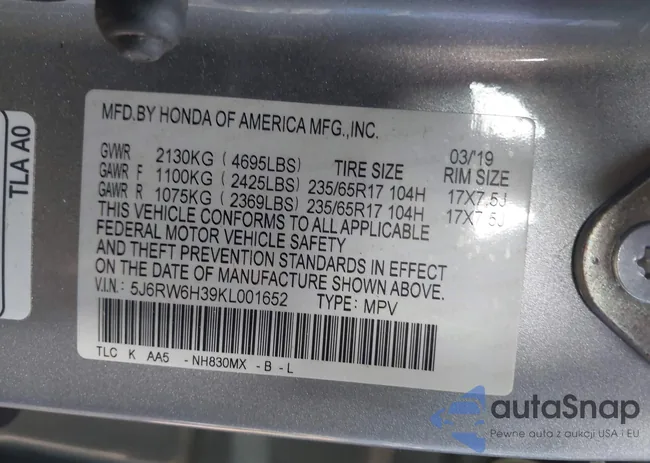 TLA A0
MFD.BY HONDA OF AMERICA MFG.,INC.
03/'19
GVWR 2130KG ( 4695LBS) TIRE SIZE RIM SIZE
GAWR F 1100KG ( 2425LBS) 235/65R17 104H 17X7.5J
GAWR R 1075KG ( 2369LBS) 235/65R17 104H 17X7.5J
THIS VEHICLE CONFORMS TO ALL APPLICABLE
FEDERAL MOTOR VEHICLE SAFETY
AND THEFT PREVENTION STANDARDS IN EFFECT
ON THE DATE OF MANUFACTURE SHOWN ABOVE.
V.I.N.: 5J6RW6H39KL001652 TYPE: MPV
TLC K AA5 -NH830MX -B -L
autaSnap
Pewne auta z aukcji USA i EU